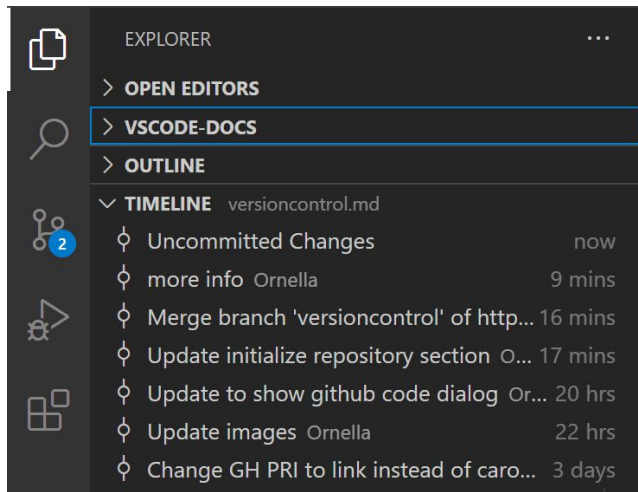 EXPLORER ...
OPEN EDITORS
VSCODE-DOCS
OUTLINE
TIMELINE versioncontrol.md
Uncommitted Changes now
more info Ornella 9 mins
Merge branch 'versioncontrol' of http... 16 mins
2
Update initialize repository section O... 17 mins
Update to show github code dialog Or... 20 hrs
Update images Ornella 22 hrs
Change GH PRI to link instead of caro... 3 days